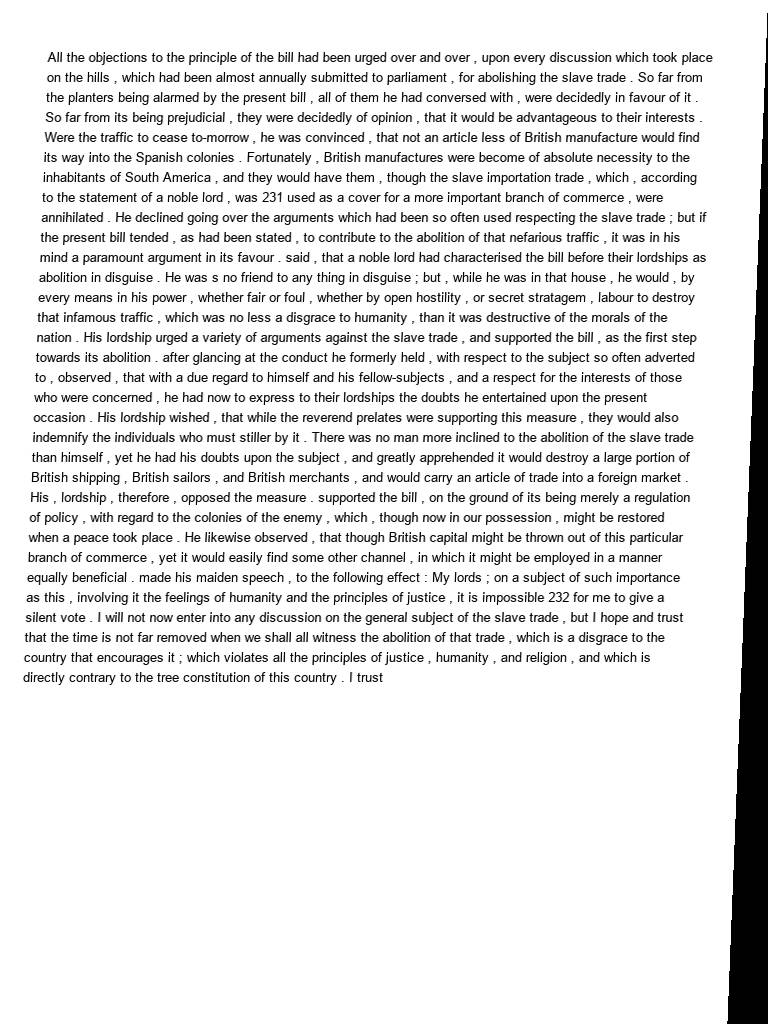 All the objections to the principle of the bill had been urged over and over , upon every discussion which took place
on the hills , which had been almost annually submitted to parliament , for abolishing the slave trade . So far from
the planters being alarmed by the present bill , all of them he had conversed with , were decidedly in favour of it .
So far from its being prejudicial , they were decidedly of opinion , that it would be advantageous to their interests .
Were the traffic to cease to-morrow , he was convinced , that not an article less of British manufacture would find
its way into the Spanish colonies . Fortunately , British manufactures were become of absolute necessity to the
inhabitants of South America , and they would have them , though the slave importation trade , which , according
to the statement of a noble lord , was 231 used as a cover for a more important branch of commerce , were
annihilated . He declined going over the arguments which had been so often used respecting the slave trade ; but if
the present bill tended , as had been stated , to contribute to the abolition of that nefarious traffic , it was in his
mind a paramount argument in its favour . said , that a noble lord had characterised the bill before their lordships as
abolition in disguise . He was s no friend to any thing in disguise ; but , while he was in that house , he would , by
every means in his power , whether fair or foul , whether by open hostility , or secret stratagem , labour to destroy
that infamous traffic , which was no less a disgrace to humanity , than it was destructive of the morals of the
nation . His lordship urged a variety of arguments against the slave trade , and supported the bill , as the first step
towards its abolition . after glancing at the conduct he formerly held , with respect to the subject so often adverted
to , observed , that with a due regard to himself and his fellow-subjects , and a respect for the interests of those
who were concerned , he had now to express to their lordships the doubts he entertained upon the present
occasion . His lordship wished , that while the reverend prelates were supporting this measure , they would also
indemnify the individuals who must stiller by it . There was no man more inclined to the abolition of the slave trade
than himself , yet he had his doubts upon the subject , and greatly apprehended it would destroy a large portion of
British shipping , British sailors , and British merchants , and would carry an article of trade into a foreign market .
His , lordship , therefore , opposed the measure . supported the bill , on the ground of its being merely a regulation
of policy , with regard to the colonies of the enemy , which , though now in our possession , might be restored
when a peace took place . He likewise observed , that though British capital might be thrown out of this particular
branch of commerce , yet it would easily find some other channel , in which it might be employed in a manner
equally beneficial . made his maiden speech , to the following effect : My lords ; on a subject of such importance
as this , involving it the feelings of humanity and the principles of justice , it is impossible 232 for me to give a
silent vote . I will not now enter into any discussion on the general subject of the slave trade , but I hope and trust
that the time is not far removed when we shall all witness the abolition of that trade , which is a disgrace to the
country that encourages it ; which violates all the principles of justice , humanity , and religion , and which is
directly contrary to the tree constitution of this country . I trust